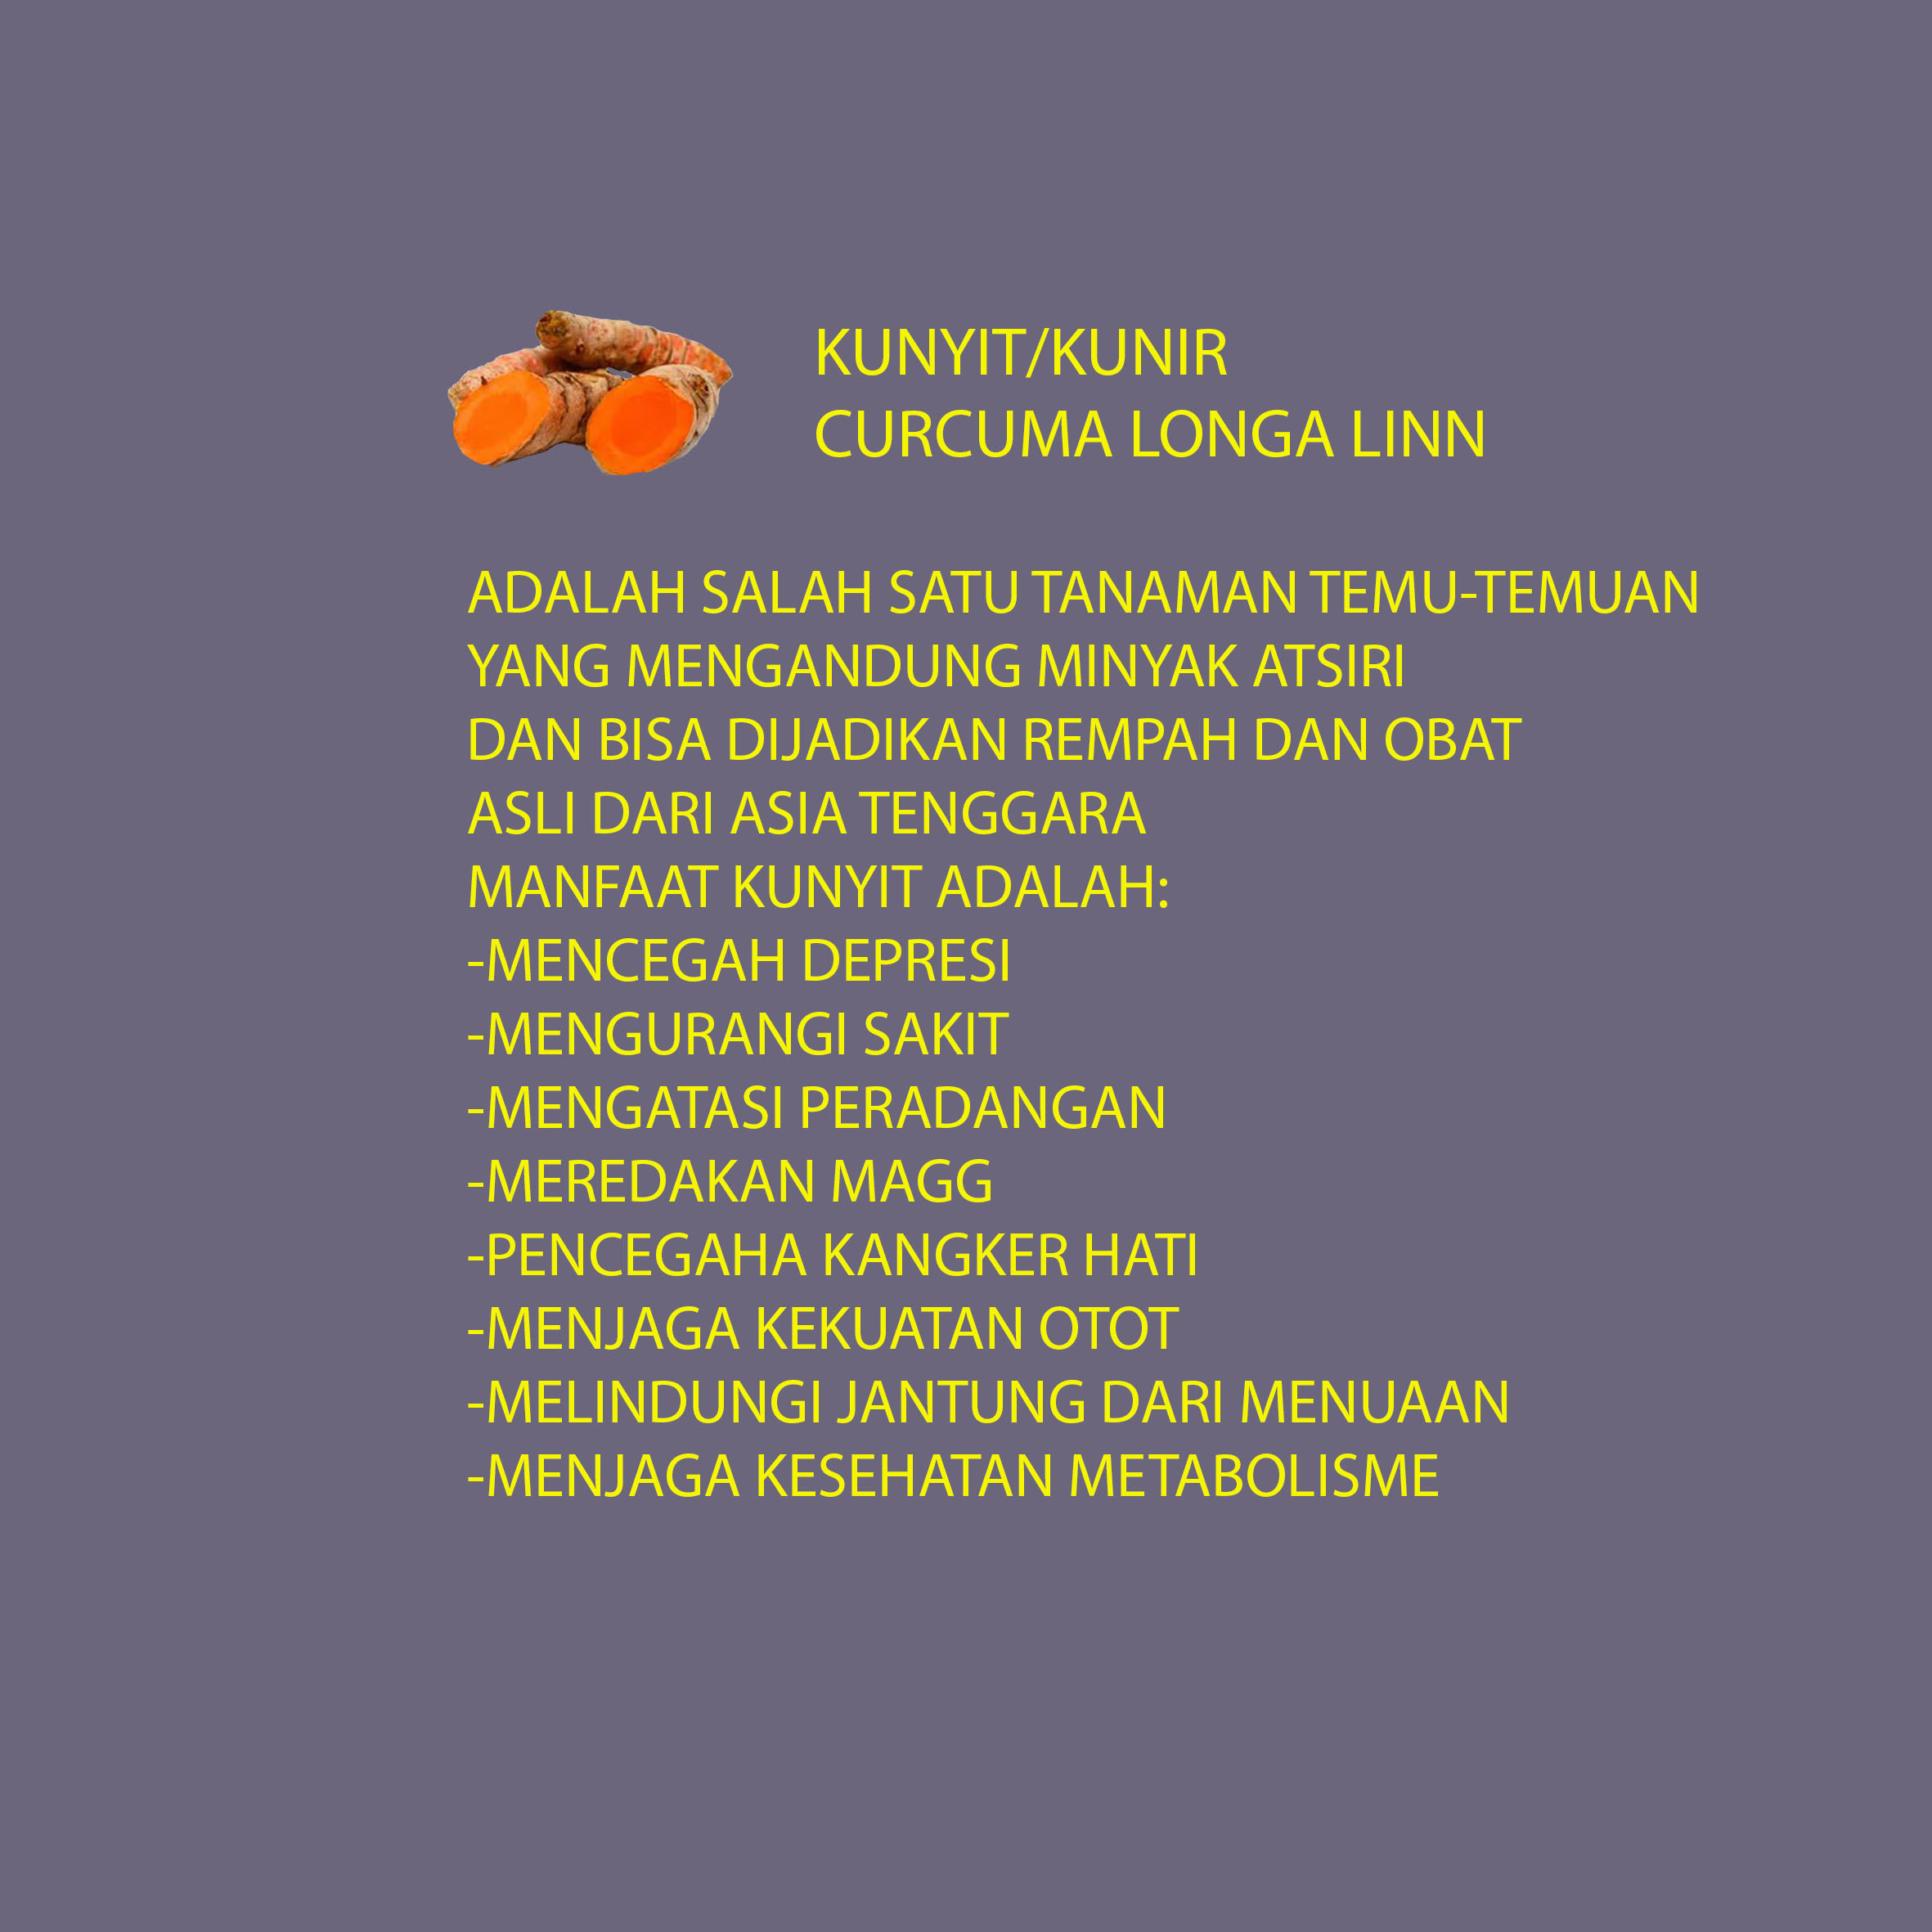 KUNYIT/KUNIR
CURCUMA LONGA LINN
ADALAH SALAH SATU TANAMAN TEMU-TEMUAN
YANG MENGANDUNG MINYAK ATSIRI
DAN BISA DIJADIKAN REMPAH DAN OBAT
ASLI DARI ASIA TENGGARA
MANFAAT KUNYIT ADALAH:
-MENCEGAH DEPRESI
-MENGURANGI SAKIT
-MENGATASI PERADANGAN
-MEREDAKAN MAGG
-PENCEGAHA KANGKER HATI
-MENJAGA KEKUATAN OTOT
-MELINDUNGI JANTUNG DARI MENUAAN
-MENJAGA KESEHATAN METABOLISME